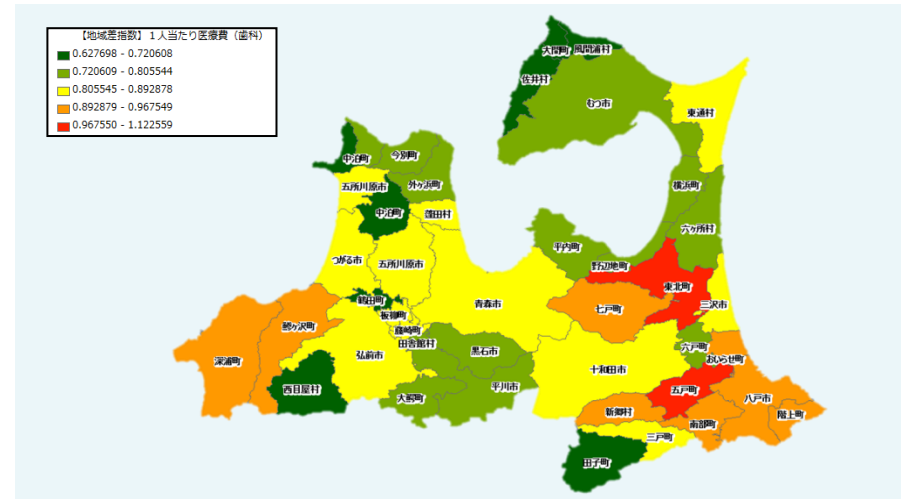 【地域差指数】１人当たり医療費（歯科）
0.627698 - 0.720608
0.720609 - 0.805544
0.805545 - 0.892878
0.892879 - 0.967549
0.967550 - 1.122559
大間町
風間浦村
佐井村
むつ市
東通村
中泊町
今別町
五所川原市
外ヶ浜町
横浜町
中泊町
蓬田村
六ヶ所村
平内町
つがる市
五所川原市
野辺地町
東北町
鶴田町
青森市
三沢市
板柳町
七戸町
鰺ヶ沢町
藤崎町
田舎館村
六戸町
深浦町
弘前市
黒石市
おいらせ町
十和田市
西目屋村
平川市
五戸町
大鰐町
八戸市
新郷村
階上町
南部町
三戸町
田子町